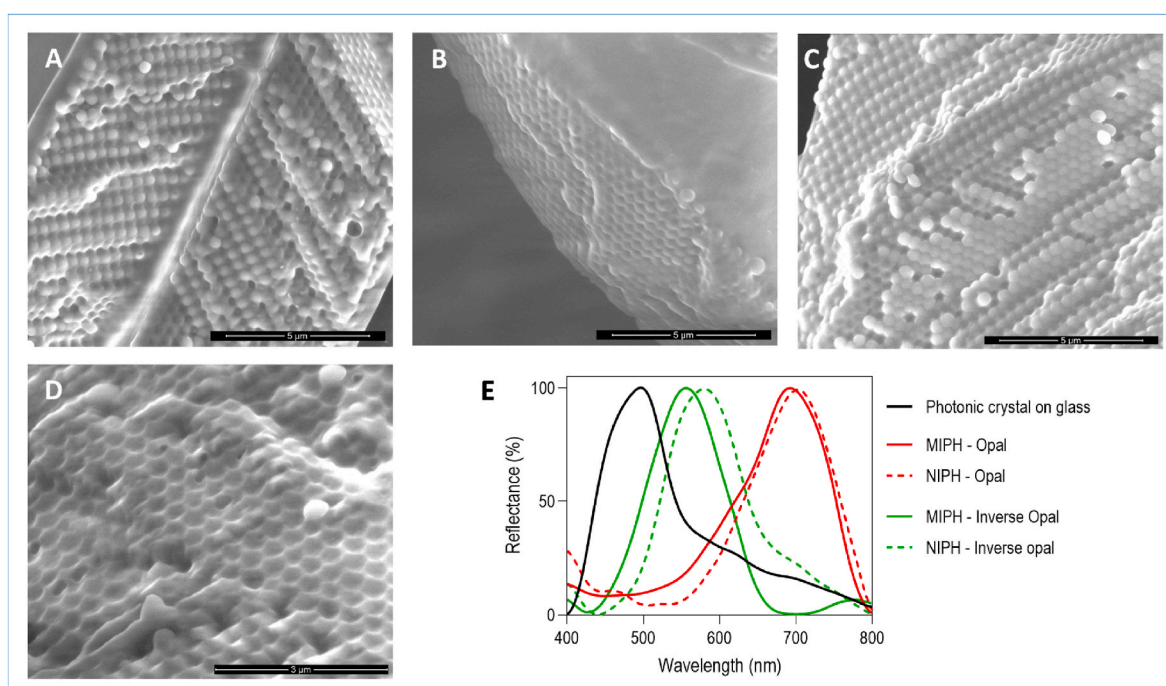 A
B
C
5 µm
5 µm
5 µm
D
3 µm
E
100
50
0
Reflectance (%)
400
500
600
700
800
Wavelength (nm)
Photonic crystal on glass
MIPH - Opal
NIPH - Opal
MIPH - Inverse Opal
NIPH - Inverse opal